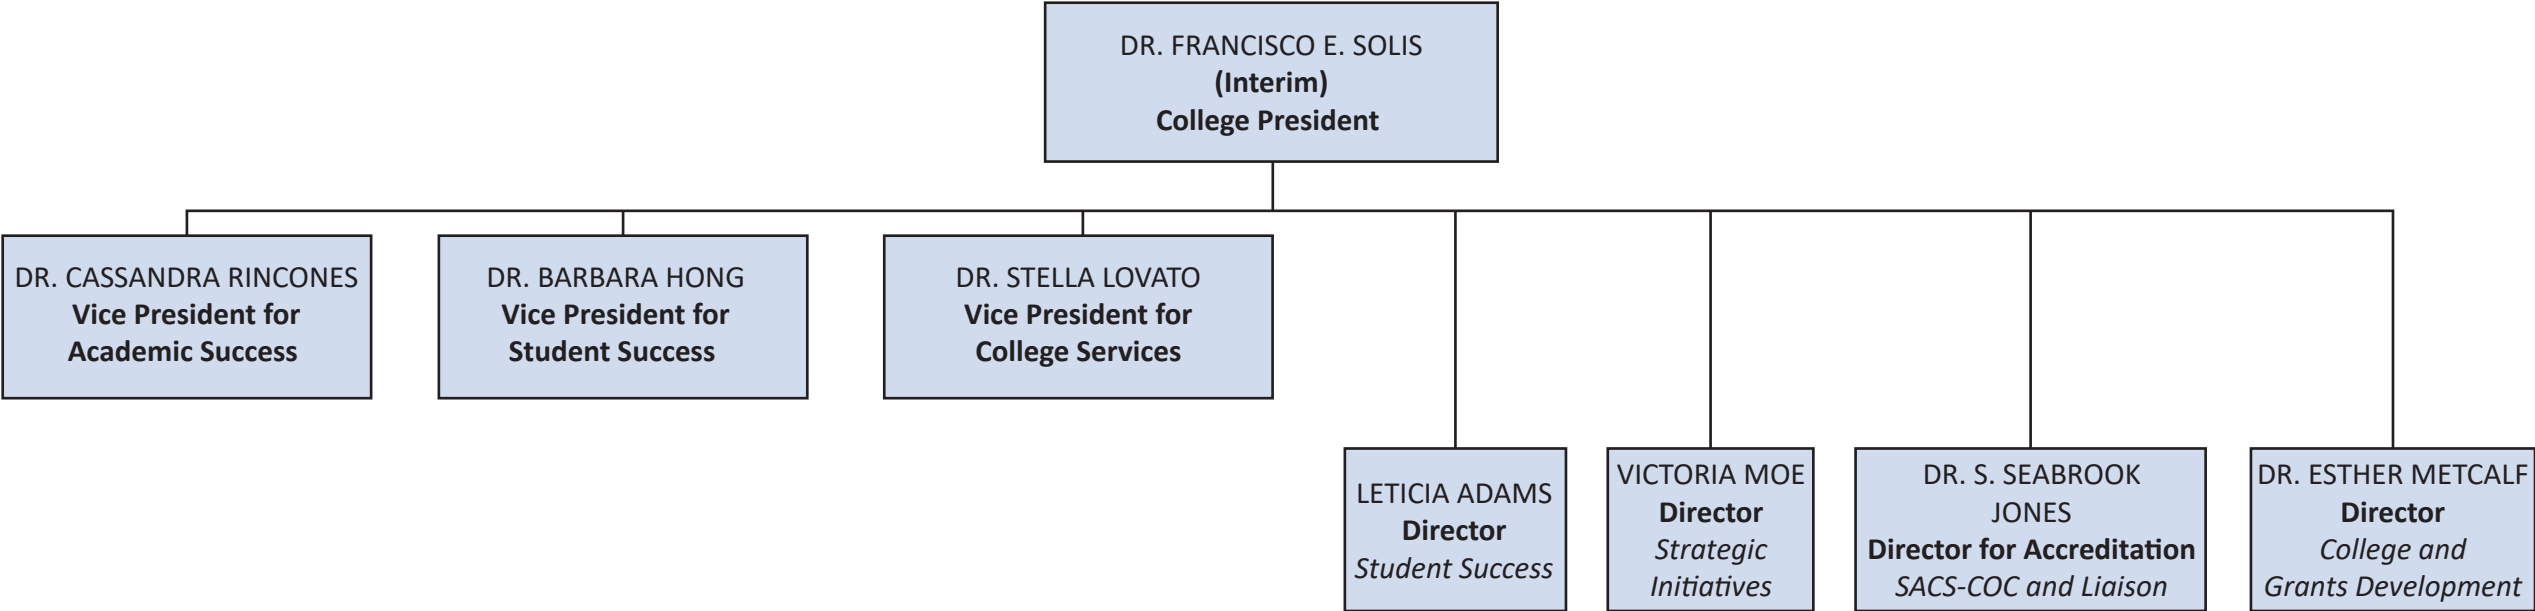 DR. FRANCISCO E. SOLIS
(Interim)
College President
DR. CASSANDRA RINCONES
Vice President for
Academic Success
DR. BARBARA HONG
Vice President for
Student Success
DR. STELLA LOVATO
Vice President for
College Services
LETICIA ADAMS
Director
Student Success
VICTORIA MOE
Director
Strategic
Initiatives
DR. S. SEABROOK
JONES
Director for Accreditation
SACS-COC and Liaison
DR. ESTHER METCALF
Director
College and
Grants Development